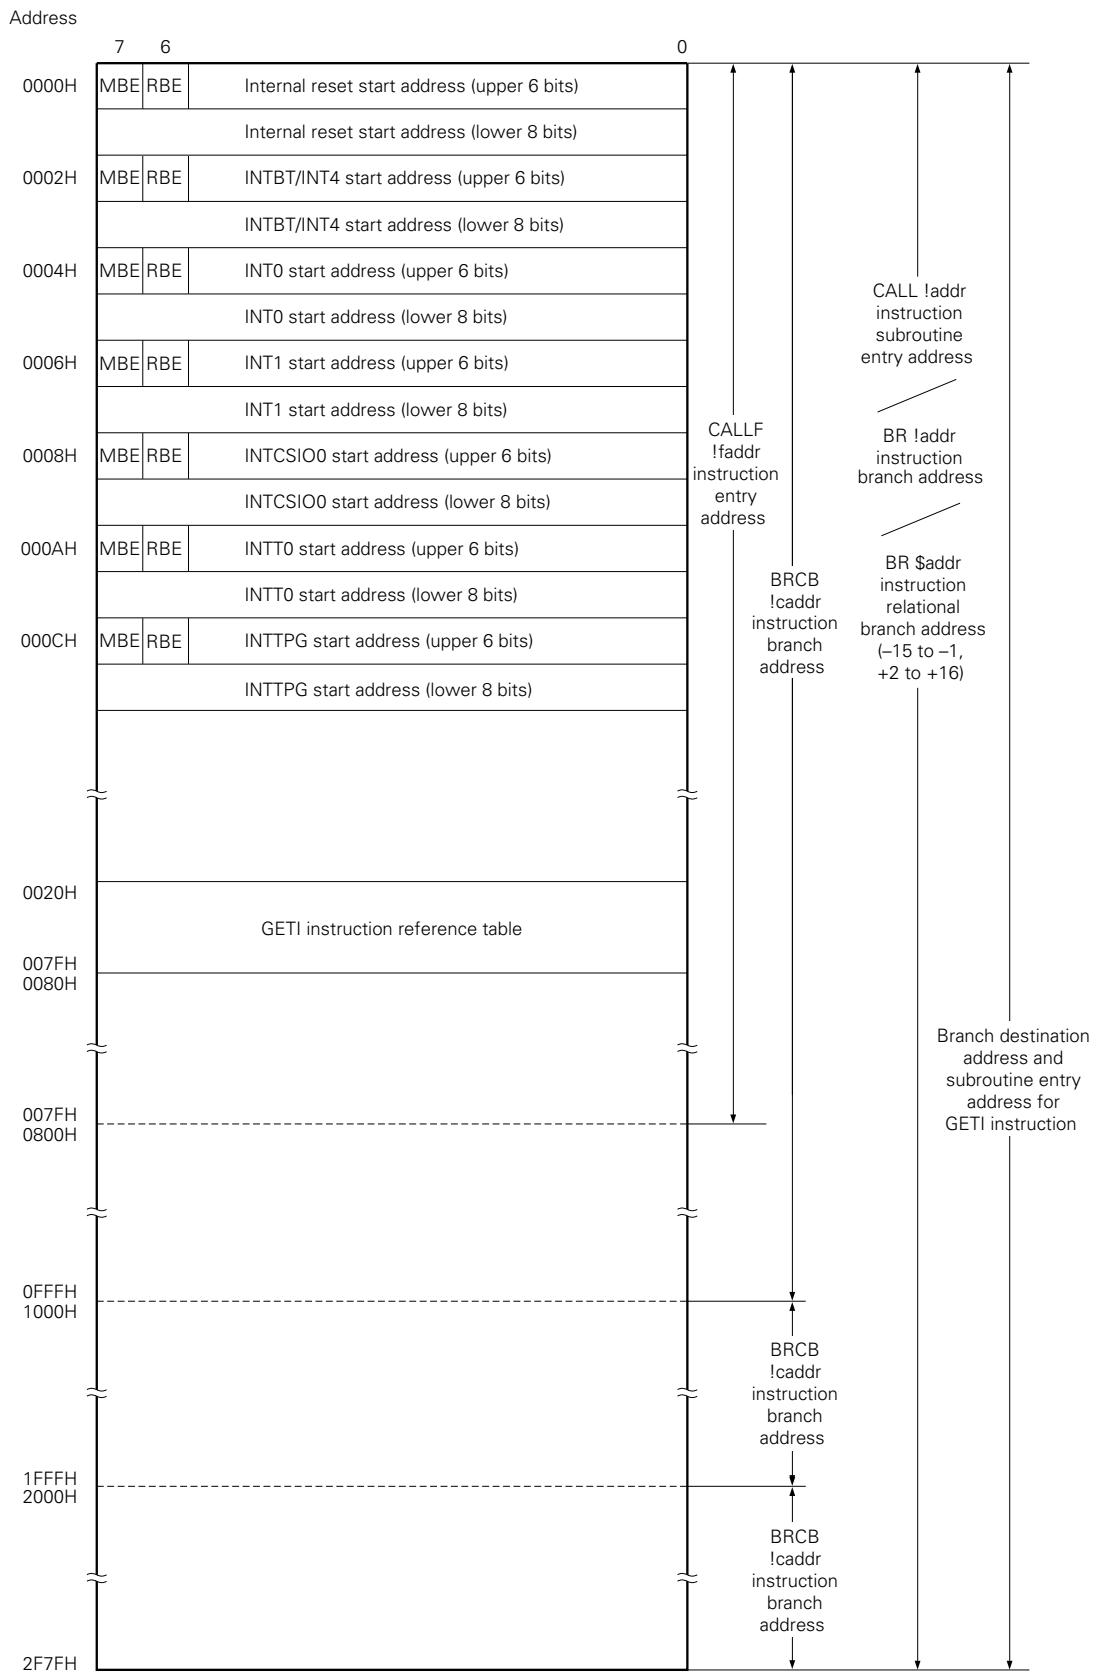 Address
7 6 0
0000H MBE RBE Internal reset start address (upper 6 bits)
Internal reset start address (lower 8 bits)
0002H MBE RBE INTBT/INT4 start address (upper 6 bits)
INTBT/INT4 start address (lower 8 bits)
0004H MBE RBE INT0 start address (upper 6 bits)
INT0 start address (lower 8 bits)
0006H MBE RBE INT1 start address (upper 6 bits)
INT1 start address (lower 8 bits)
0008H MBE RBE INTCSIO0 start address (upper 6 bits)
INTCSIO0 start address (lower 8 bits)
000AH MBE RBE INTT0 start address (upper 6 bits)
INTT0 start address (lower 8 bits)
000CH MBE RBE INTTPG start address (upper 6 bits)
INTTPG start address (lower 8 bits)
0020H
GETI instruction reference table
007FH
0080H
007FH
0800H
0FFFH
1000H
1FFFH
2000H
2F7FH
CALLF
!faddr
instruction
entry
address
BRCB
!caddr
instruction
branch
address
BRCB
!caddr
instruction
branch
address
BRCB
!caddr
instruction
branch
address
CALL !addr
instruction
subroutine
entry address
BR !addr
instruction
branch address
BR $addr
instruction
relational
branch address
(–15 to –1,
+2 to +16)
Branch destination
address and
subroutine entry
address for
GETI instruction